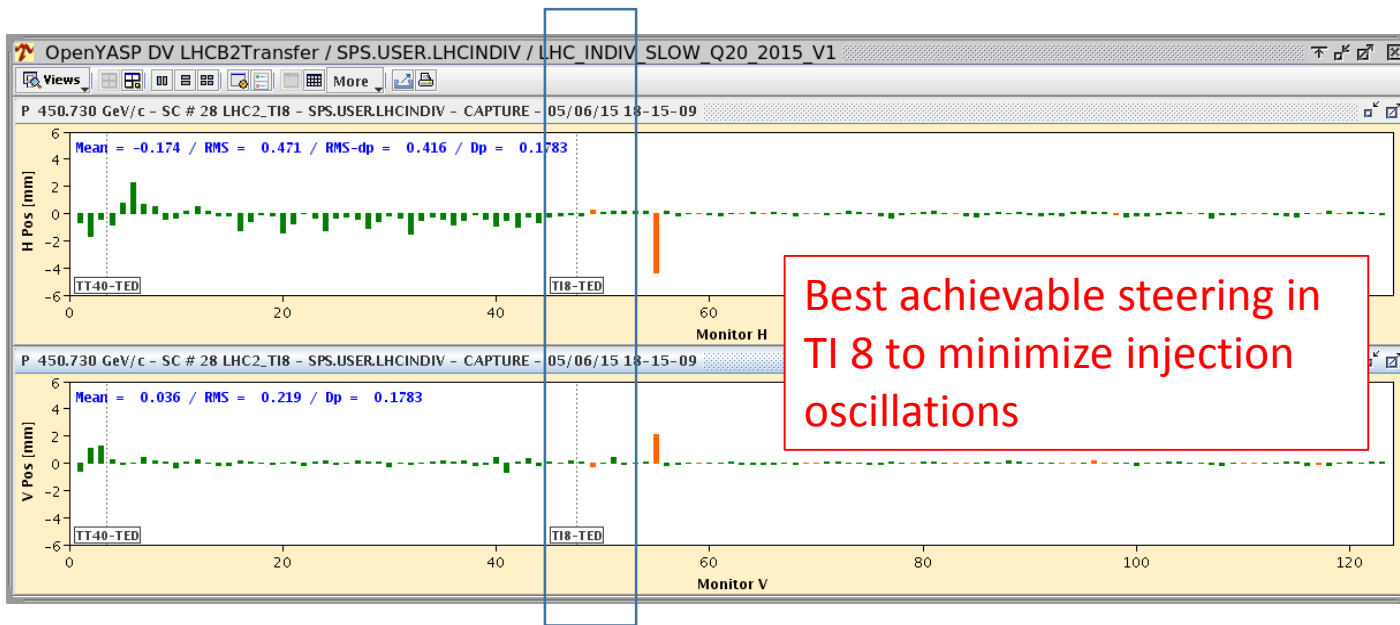 OpenYASP DV LHCB2Transfer / SPS.USER.LHCINDIV / LHC_INDIV_SLOW_Q20_2015_V1
Views More
P 450.730 GeV/c - SC # 28 LHC2_TI8 - SPS.USER.LHCINDIV - CAPTURE - 05/06/15 18-15-09
Mean = -0.174 / RMS = 0.471 / RMS-dp = 0.416 / Dp = 0.1783
H Pos [mm]
6
4
2
0
-2
-4
-6
TT40-TED
TI8-TED
0 20 40 60
Monitor H
Best achievable steering in
TI 8 to minimize injection
oscillations
P 450.730 GeV/c - SC # 28 LHC2_TI8 - SPS.USER.LHCINDIV - CAPTURE - 05/06/15 18-15-09
Mean = 0.036 / RMS = 0.219 / Dp = 0.1783
V Pos [mm]
6
4
2
0
-2
-4
-6
TT40-TED
TI8-TED
0 20 40 60 80 100 120
Monitor V